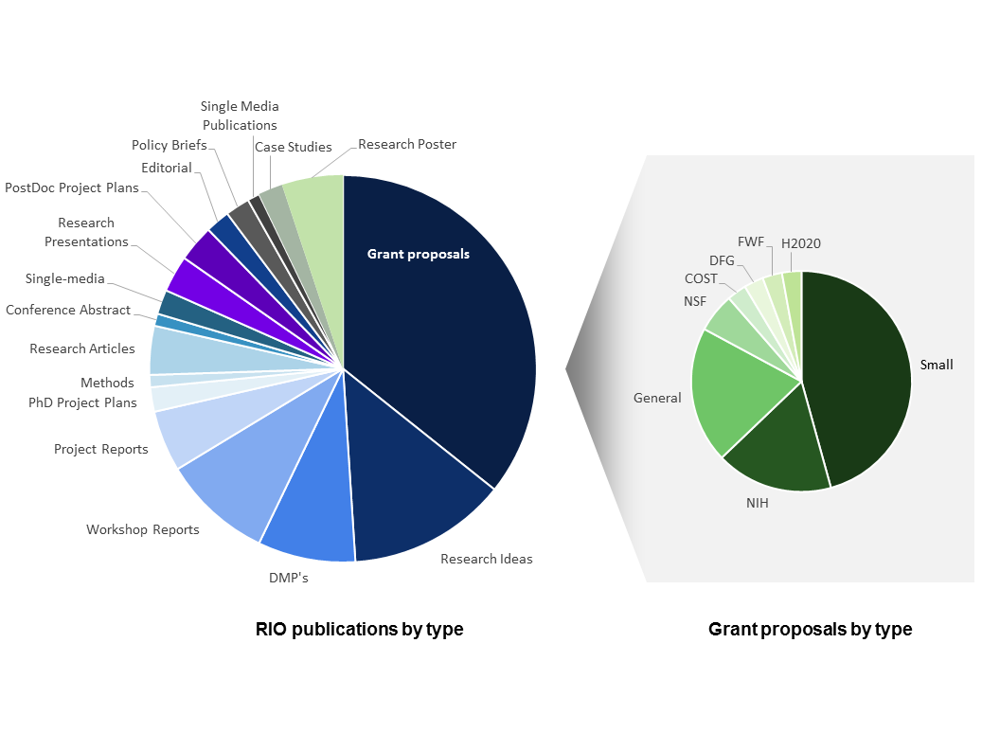 Single Media
Publications
Policy Briefs
Case Studies
Research Poster
Editorial
PostDoc Project Plans
Research
Presentations
Single-media
Conference Abstract
Research Articles
Methods
PhD Project Plans
Project Reports
Workshop Reports
DMP's
Research Ideas
Grant proposals
RIO publications by type
FWF
H2020
DFG
COST
NSF
General
NIH
Small
Grant proposals by type